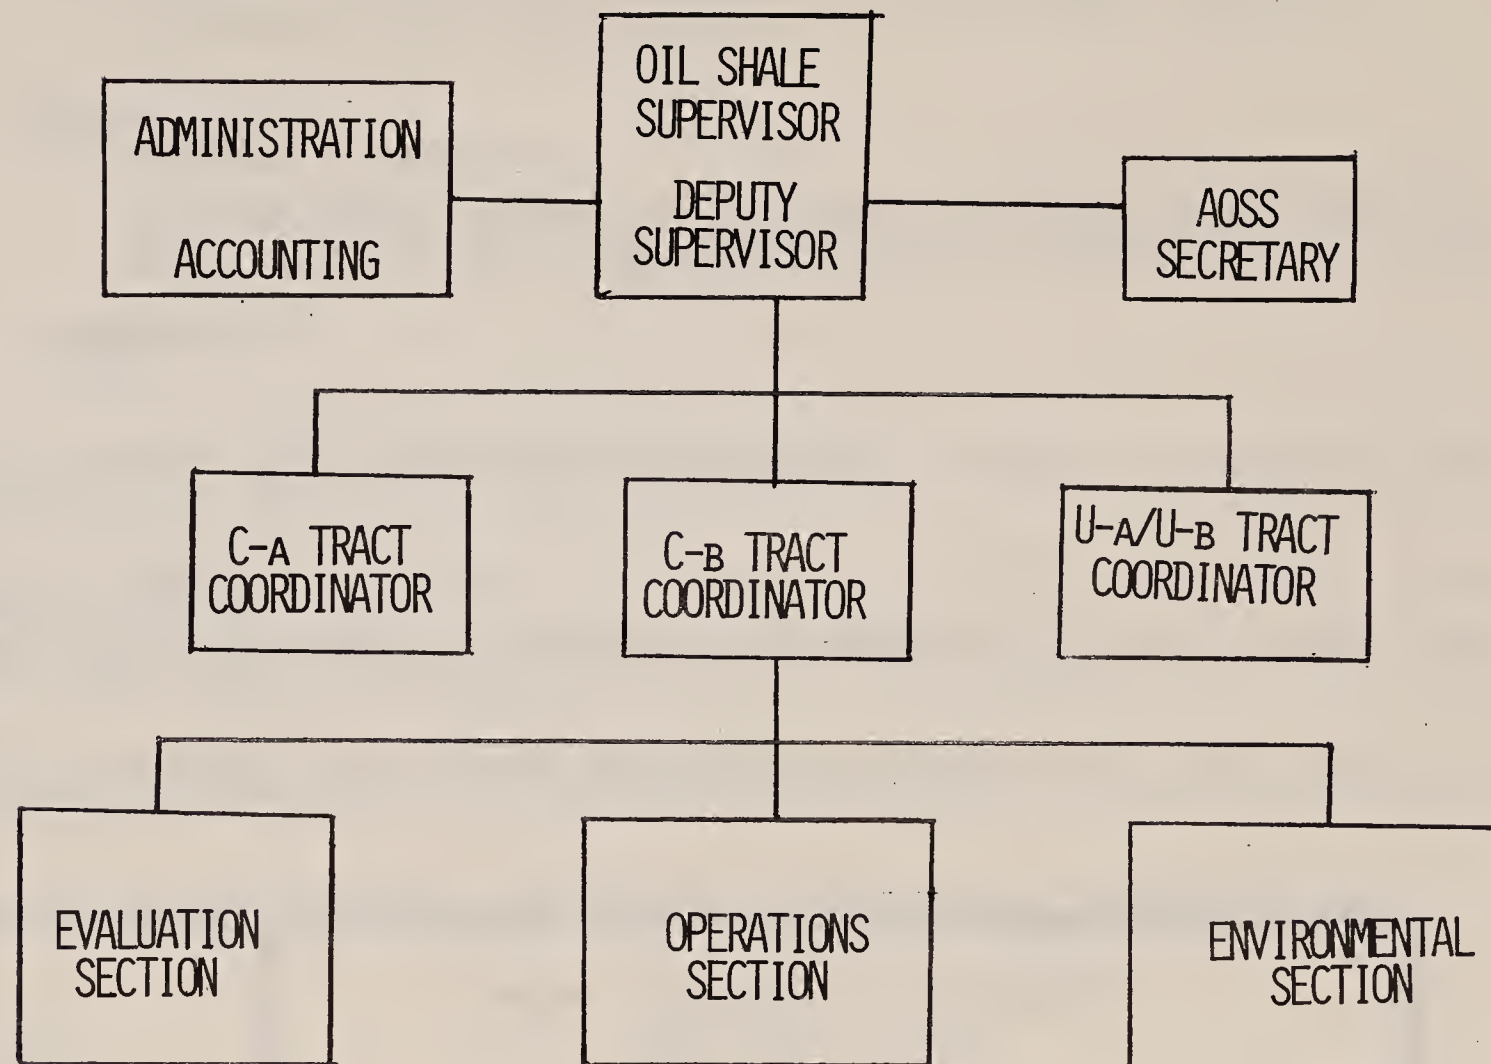 OIL SHALE
SUPERVISOR
DEPUTY
SUPERVISOR
ADMINISTRATION
ACCOUNTING
AOSS
SECRETARY
C-A TRACT
COORDINATOR
C-B TRACT
COORDINATOR
U-A/U-B TRACT
COORDINATOR
EVALUATION
SECTION
OPERATIONS
SECTION
ENVIRONMENTAL
SECTION